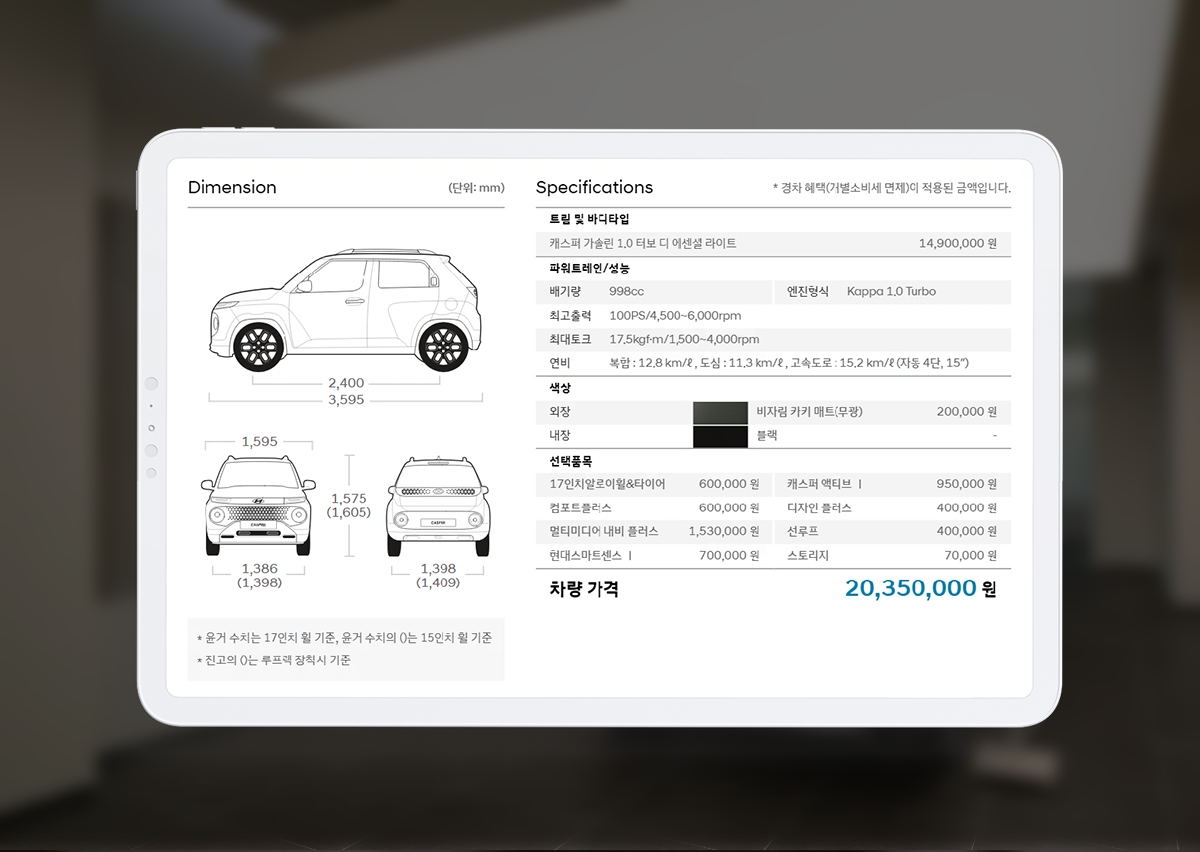 Dimension
(단위: mm)
2,400
3,595
1,595
1,575
(1,605)
CASPER
CASPER
1,386
(1,398)
1,398
(1,409)
* 윤거 수치는 17인치 휠 기준, 윤거 수치의 ()는 15인치 휠 기준
* 진고의 ()는 루프랙 장착시 기준
Specifications
* 경차 혜택(개별소비세 면제)이 적용된 금액입니다.
트림 및 바디타입
캐스퍼 가솔린 1.0 터보 디 에센셜 라이트 14,900,000 원
파워트레인/성능
배기량 998cc 엔진형식 Kappa 1.0 Turbo
최고출력 100PS/4,500~6,000rpm
최대토크 17.5kgf·m/1,500~4,000rpm
연비 복합 : 12.8 km/ℓ , 도심 : 11.3 km/ℓ , 고속도로 : 15.2 km/ℓ (자동 4단, 15")
색상
외장 비자림 카키 매트(무광) 200,000 원
내장 블랙 -
선택품목
17인치알로이휠&타이어 600,000 원 캐스퍼 액티브 Ⅰ 950,000 원
컴포트플러스 600,000 원 디자인 플러스 400,000 원
멀티미디어 내비 플러스 1,530,000 원 선루프 400,000 원
현대스마트센스 Ⅰ 700,000 원 스토리지 70,000 원
차량 가격 20,350,000 원